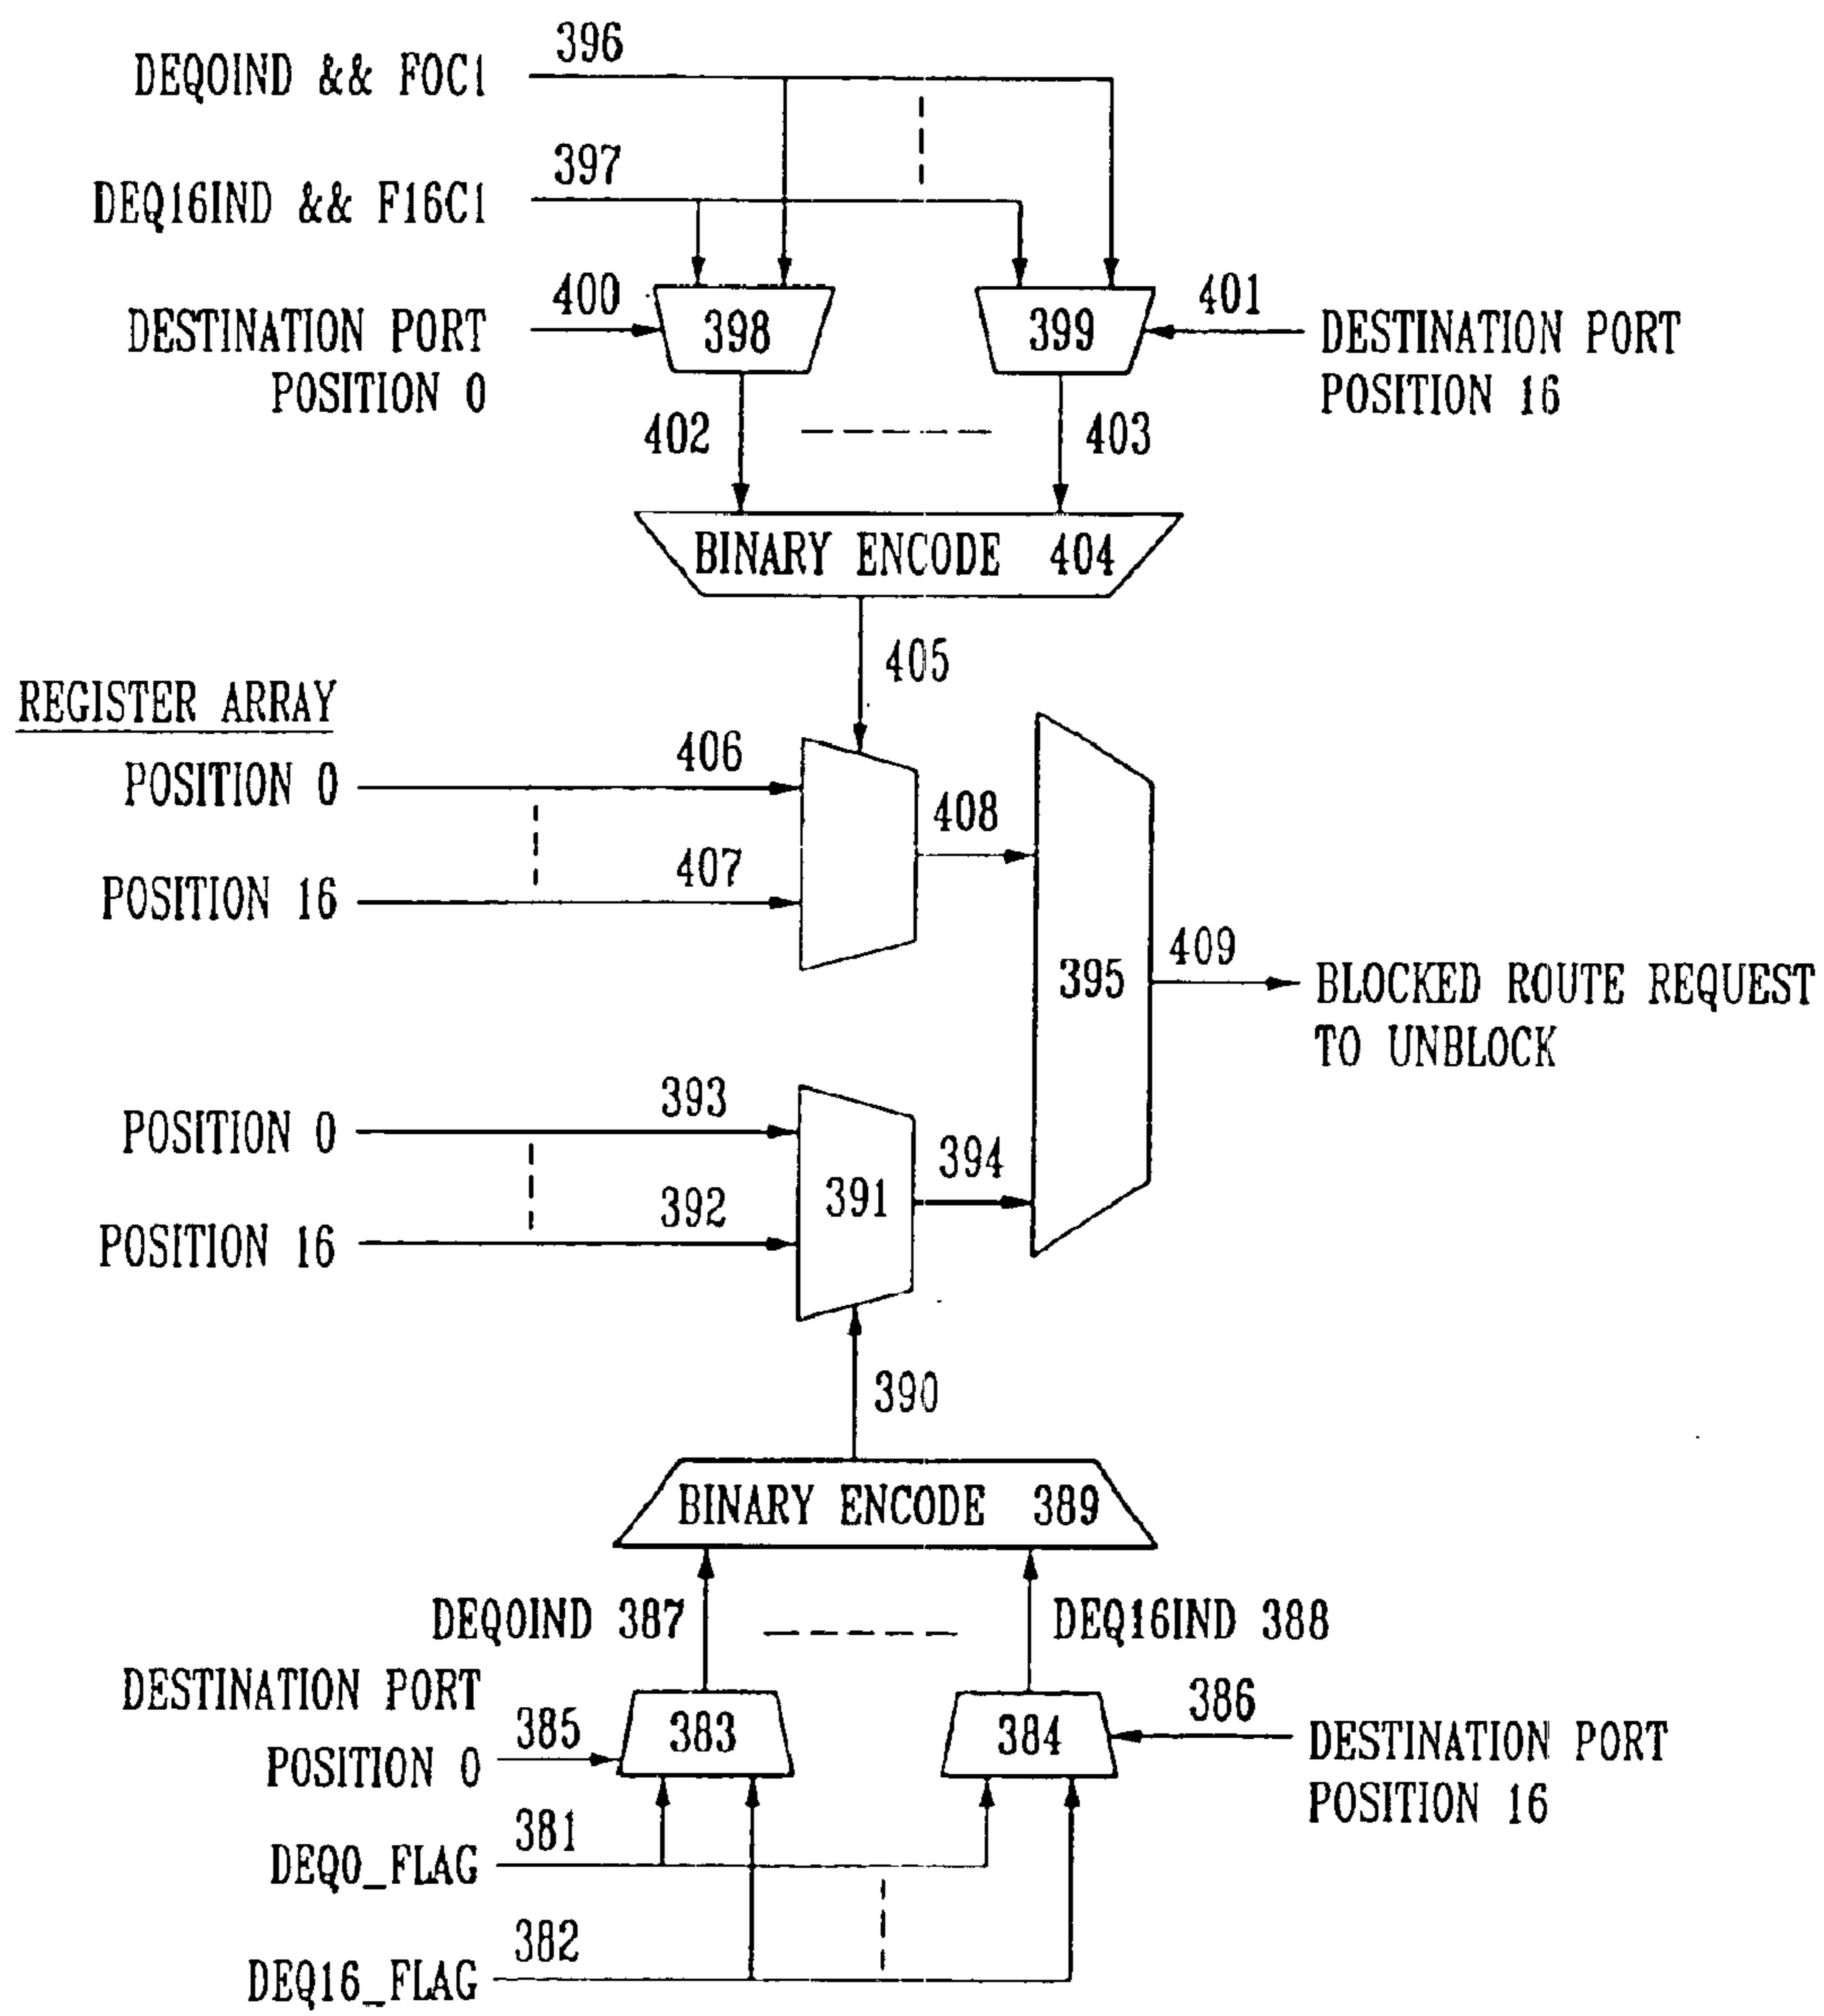 396
DEQ0IND && F0C1
397
DEQ16IND && F16C1
400
398
399
401
DESTINATION PORT
POSITION 0
DESTINATION PORT
POSITION 16
402
403
BINARY ENCODE 404
405
REGISTER ARRAY
406
POSITION 0
408
407
POSITION 16
409
395
BLOCKED ROUTE REQUEST
TO UNBLOCK
393
POSITION 0
394
391
392
POSITION 16
390
BINARY ENCODE 389
DEQ0IND 387
DEQ16IND 388
DESTINATION PORT
385
POSITION 0
383
384
386
DESTINATION PORT
POSITION 16
381
DEQ0_FLAG
382
DEQ16_FLAG